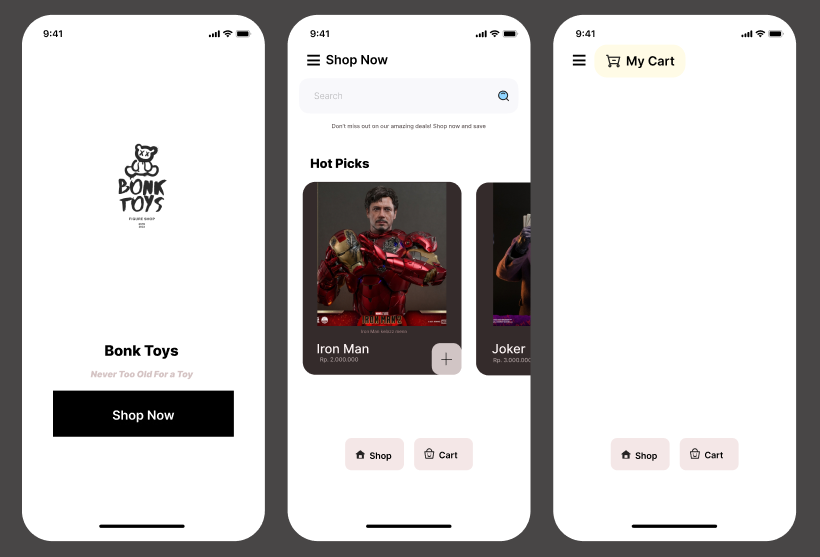 9:41
BONK
TOYS
FIGURE SHOP
Bonk Toys
Never Too Old For a Toy
Shop Now
9:41
Shop Now
Search
Don't miss out on our amazing deals! Shop now and save
Hot Picks
IRON MAN
Iron Man
Rp. 2.000.000
Joker
Rp. 3.000.000
Shop
Cart
9:41
My Cart
Shop
Cart